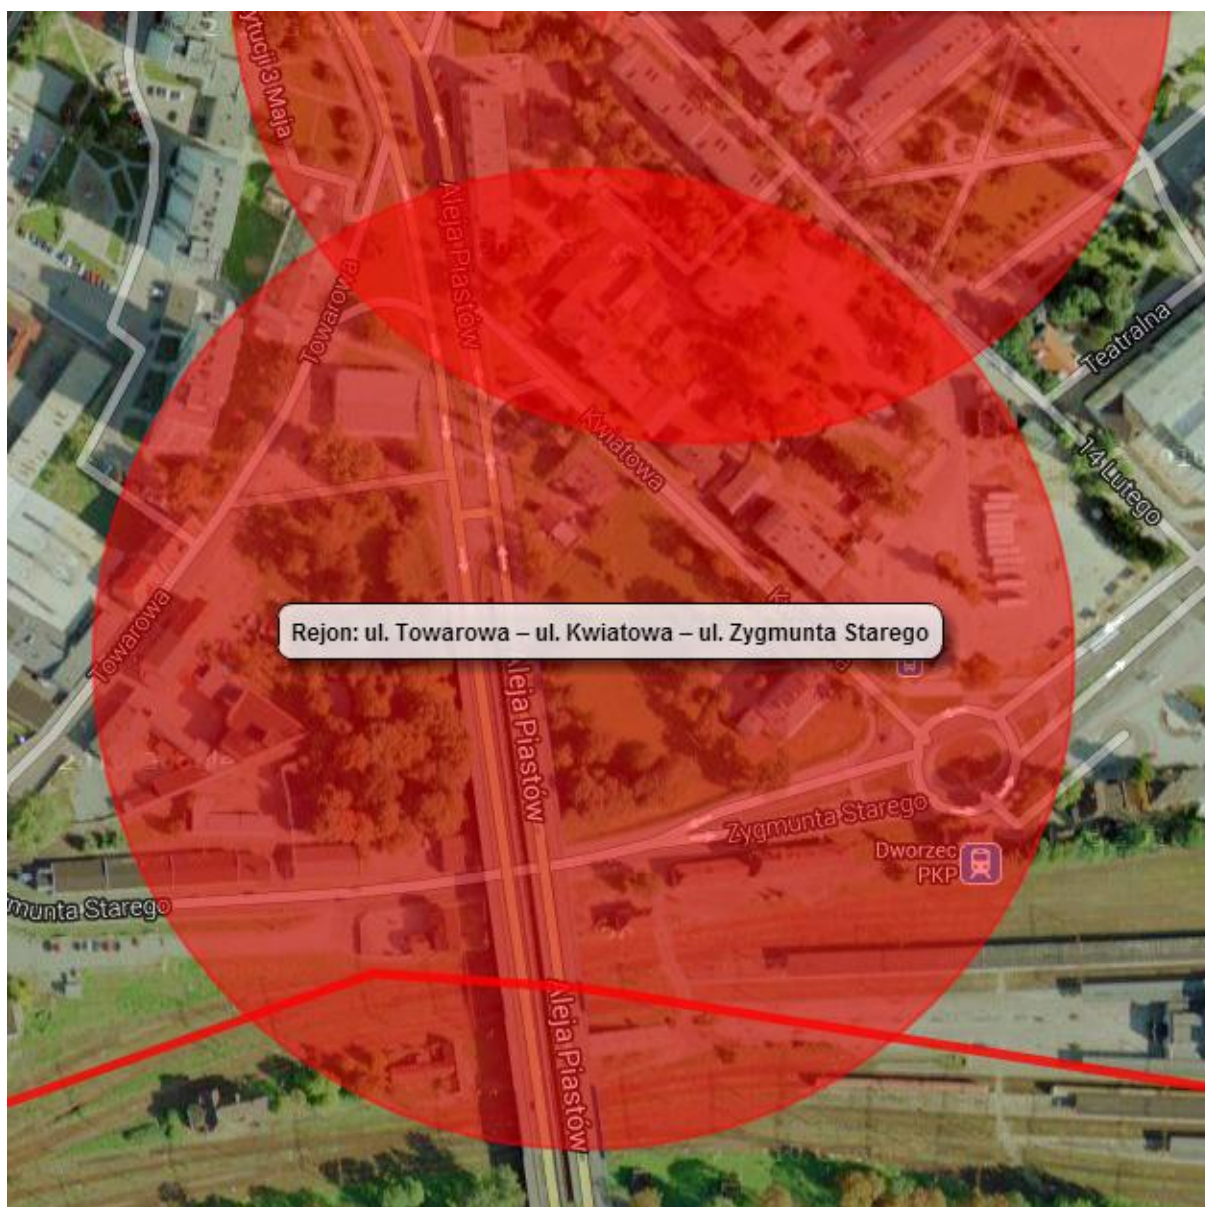 ytucji 3 Maja
Aleja Piastów
Towarowa
Teatralna
Kwiatowa
14 Lutego
Towarowa
Rejon: ul. Towarowa – ul. Kwiatowa – ul. Zygmunta Starego
Aleja Piastów
Zygmunta Starego
Dworzec
PKP
munta Starego
Aleja Piastów